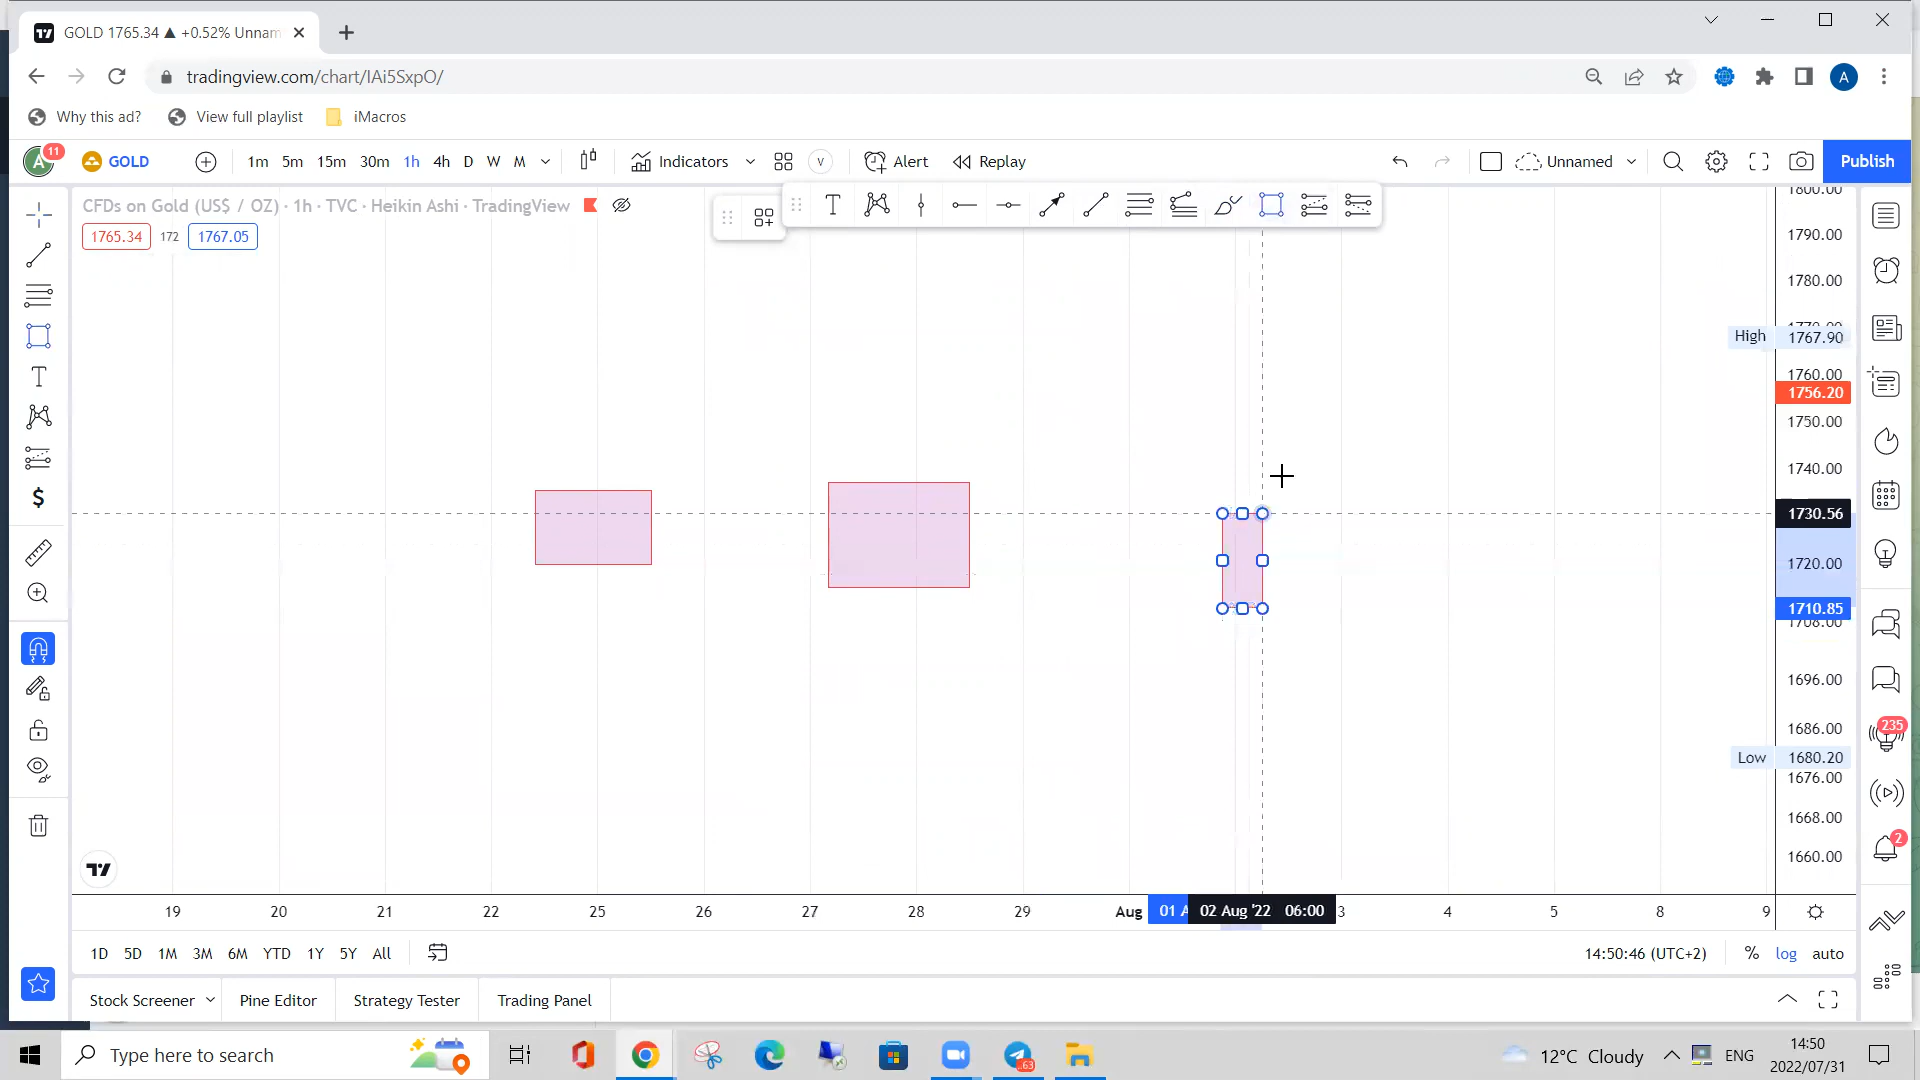 GOLD 1765.34 ▲ +0.52% Unnam
tradingview.com/chart/IAi5SxpO/
Why this ad?
View full playlist
iMacros
A
A
11
GOLD
1m 5m 15m 30m 1h 4h D W M
Indicators
V
Alert
Replay
Unnamed
Publish
CFDs on Gold (US$ / OZ) · 1h · TVC · Heikin Ashi · TradingView
1765.34 172 1767.05
1800.00
1790.00
1780.00
High 1767.90
1760.00
1756.20
1750.00
1740.00
1730.56
1720.00
1710.85
1708.00
1696.00
1686.00
235
Low 1680.20
1676.00
1668.00
2
1660.00
19 20 21 22 25 26 27 28 29 Aug 01 A 02 Aug '22 06:00 3 4 5 8 9
1D 5D 1M 3M 6M YTD 1Y 5Y All
14:50:46 (UTC+2) % log auto
Stock Screener Pine Editor Strategy Tester Trading Panel
Type here to search
63
12°C Cloudy
ENG
14:50
2022/07/31